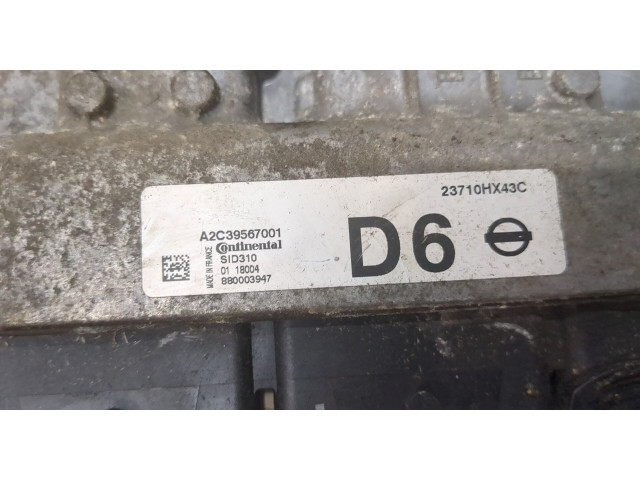 23710HX43C
A2C39567001
Continental
SID310
01 18004
880003947
MADE IN FRANCE
D6